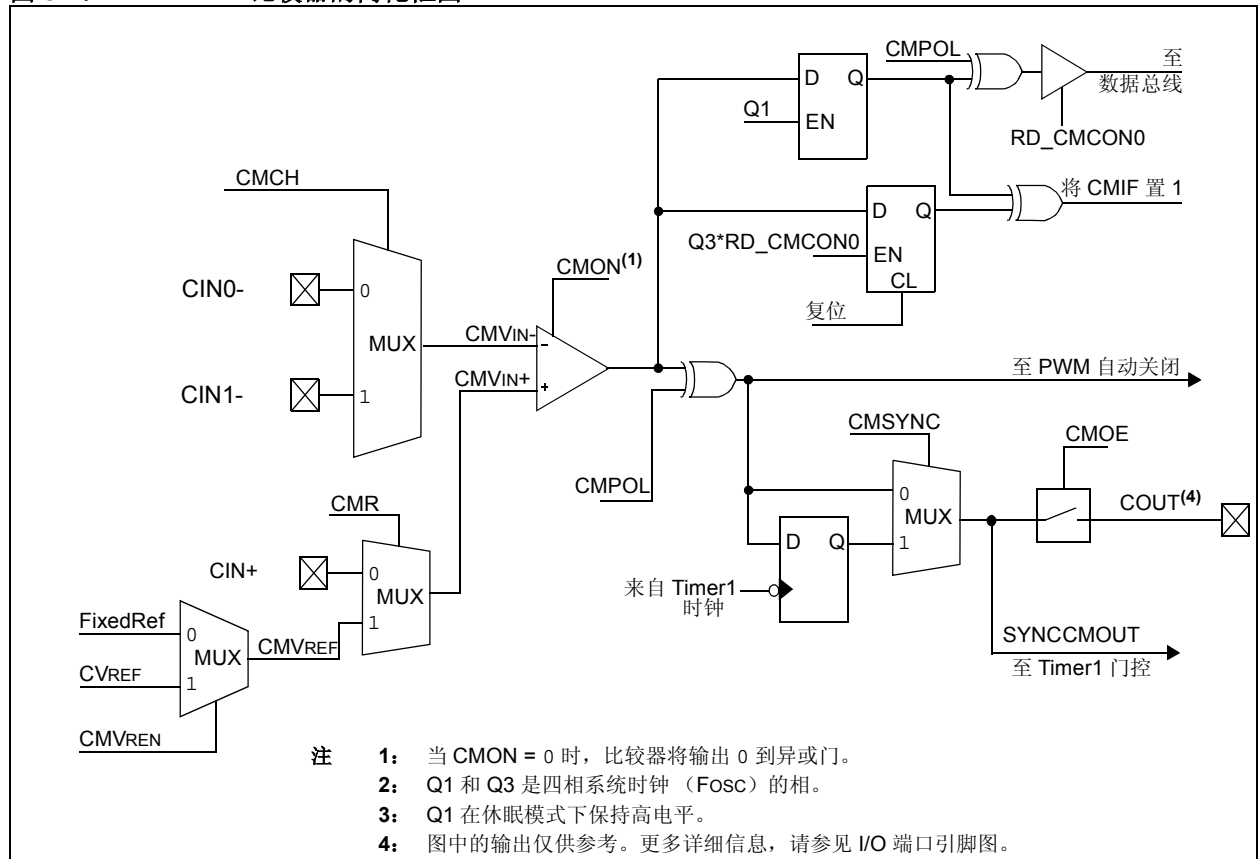 CMPOL
D Q
至
数据总线
Q1
EN
RD_CMCON0
CMCH
将 CMIF 置 1
D Q
Q3*RD_CMCON0
EN
CL
CMON(1)
复位
CIN0-
0
MUX
CMVIN-
-
CIN1-
1
CMVIN+
+
至 PWM 自动关闭
CMSYNC
CMOE
CMPOL
0
MUX
COUT(4)
CMR
D Q
1
CIN+
0
MUX
来自 Timer1
时钟
FixedRef
0
1
MUX
CMVREF
SYNCCMOUT
CVREF
1
至 Timer1 门控
CMVREN
注 1： 当 CMON = 0 时，比较器将输出 0 到异或门。
2： Q1 和 Q3 是四相系统时钟 （FOSC）的相。
3： Q1 在休眠模式下保持高电平。
4： 图中的输出仅供参考。更多详细信息，请参见 I/O 端口引脚图。